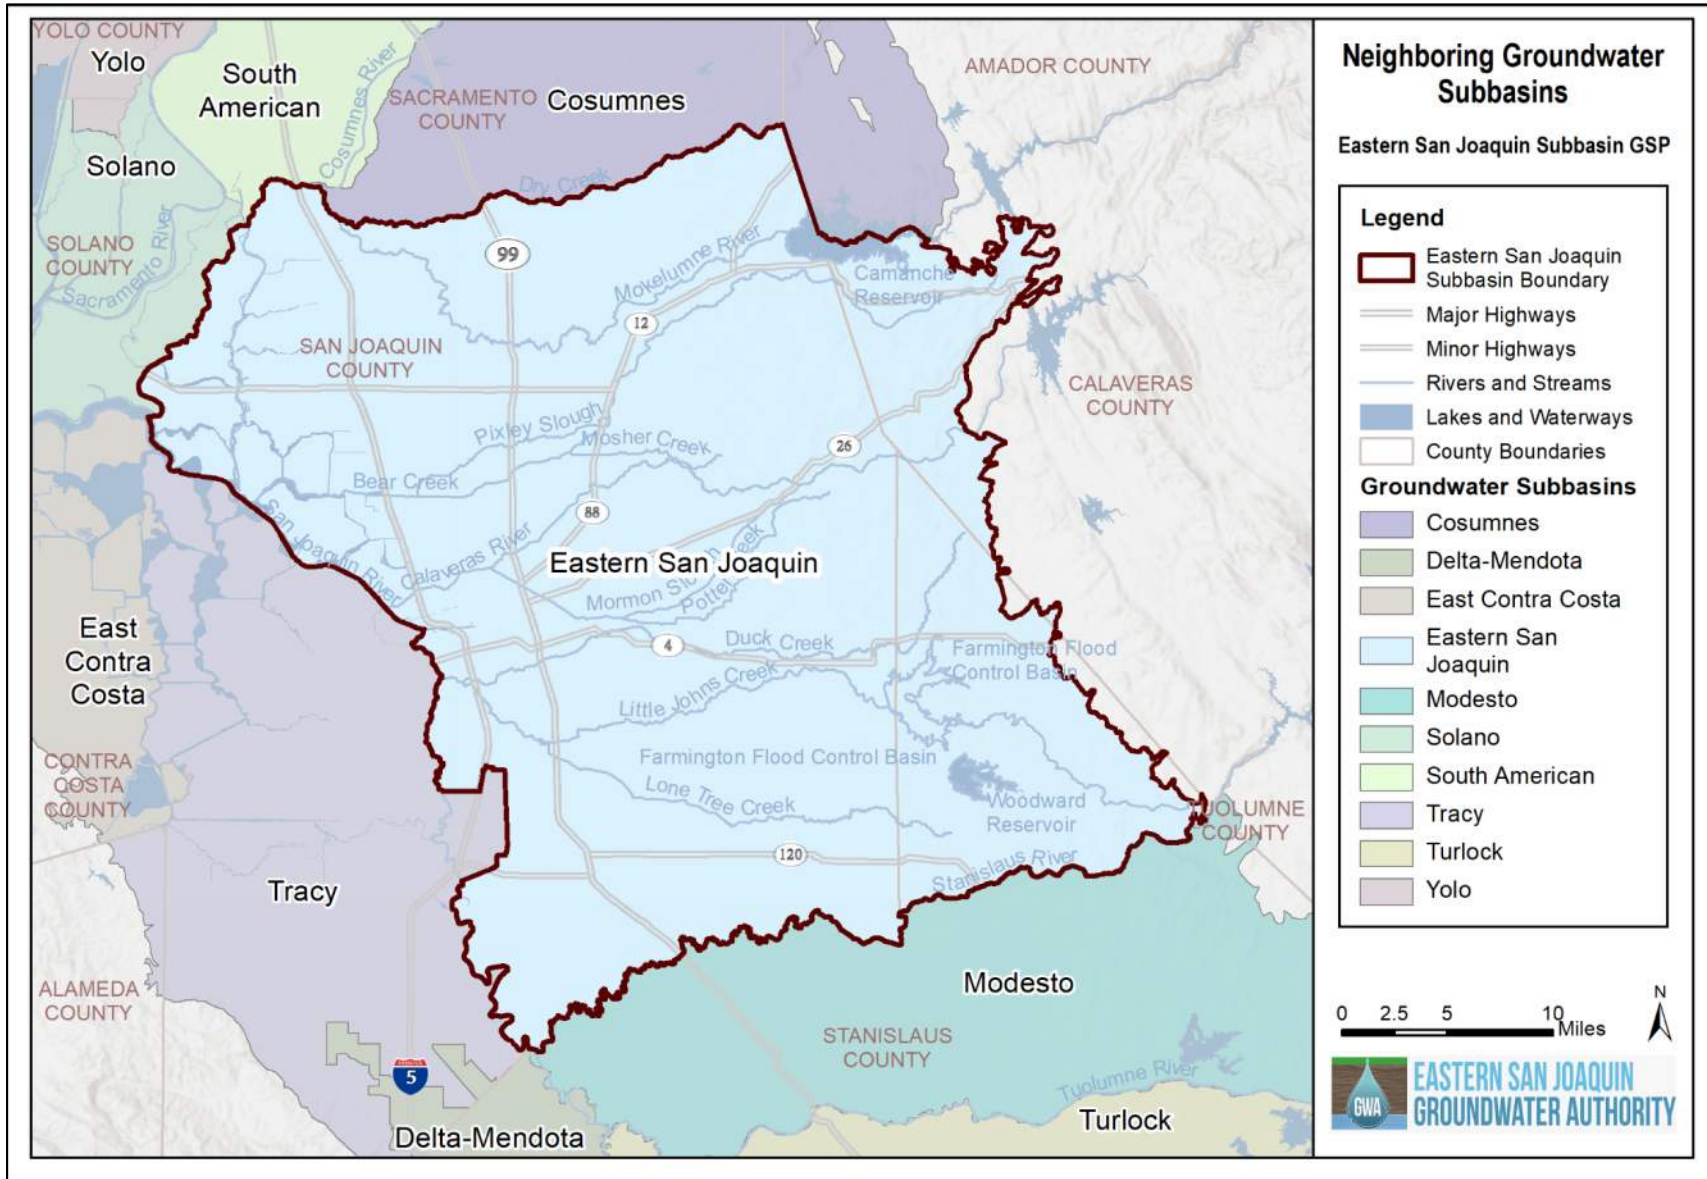 YOLO COUNTY
Yolo
South
American
Cosumnes River
SACRAMENTO
COUNTY
Cosumnes
AMADOR COUNTY
Solano
SOLANO
COUNTY
Sacramento River
Dry Creek
99
Mokelumne River
12
Camanche
Reservoir
SAN JOAQUIN
COUNTY
CALAVERAS
COUNTY
Pixley Slough
Mosher Creek
26
Bear Creek
88
San Joaquin River
Calaveras River
Eastern San Joaquin
Mormon Slough
Potter Creek
East
Contra
Costa
4
Duck Creek
Farmington Flood
Control Basin
Little Johns Creek
Farmington Flood Control Basin
CONTRA
COSTA
COUNTY
Lone Tree Creek
Woodward
Reservoir
TUOLUMNE
COUNTY
120
Stanislaus River
Tracy
ALAMEDA
COUNTY
Modesto
STANISLAUS
COUNTY
5
Tuolumne River
Turlock
Delta-Mendota
Neighboring Groundwater
Subbasins
Eastern San Joaquin Subbasin GSP
Legend
Eastern San Joaquin
Subbasin Boundary
Major Highways
Minor Highways
Rivers and Streams
Lakes and Waterways
County Boundaries
Groundwater Subbasins
Cosumnes
Delta-Mendota
East Contra Costa
Eastern San
Joaquin
Modesto
Solano
South American
Tracy
Turlock
Yolo
N
0 2.5 5 10
Miles
GWA
EASTERN SAN JOAQUIN
GROUNDWATER AUTHORITY